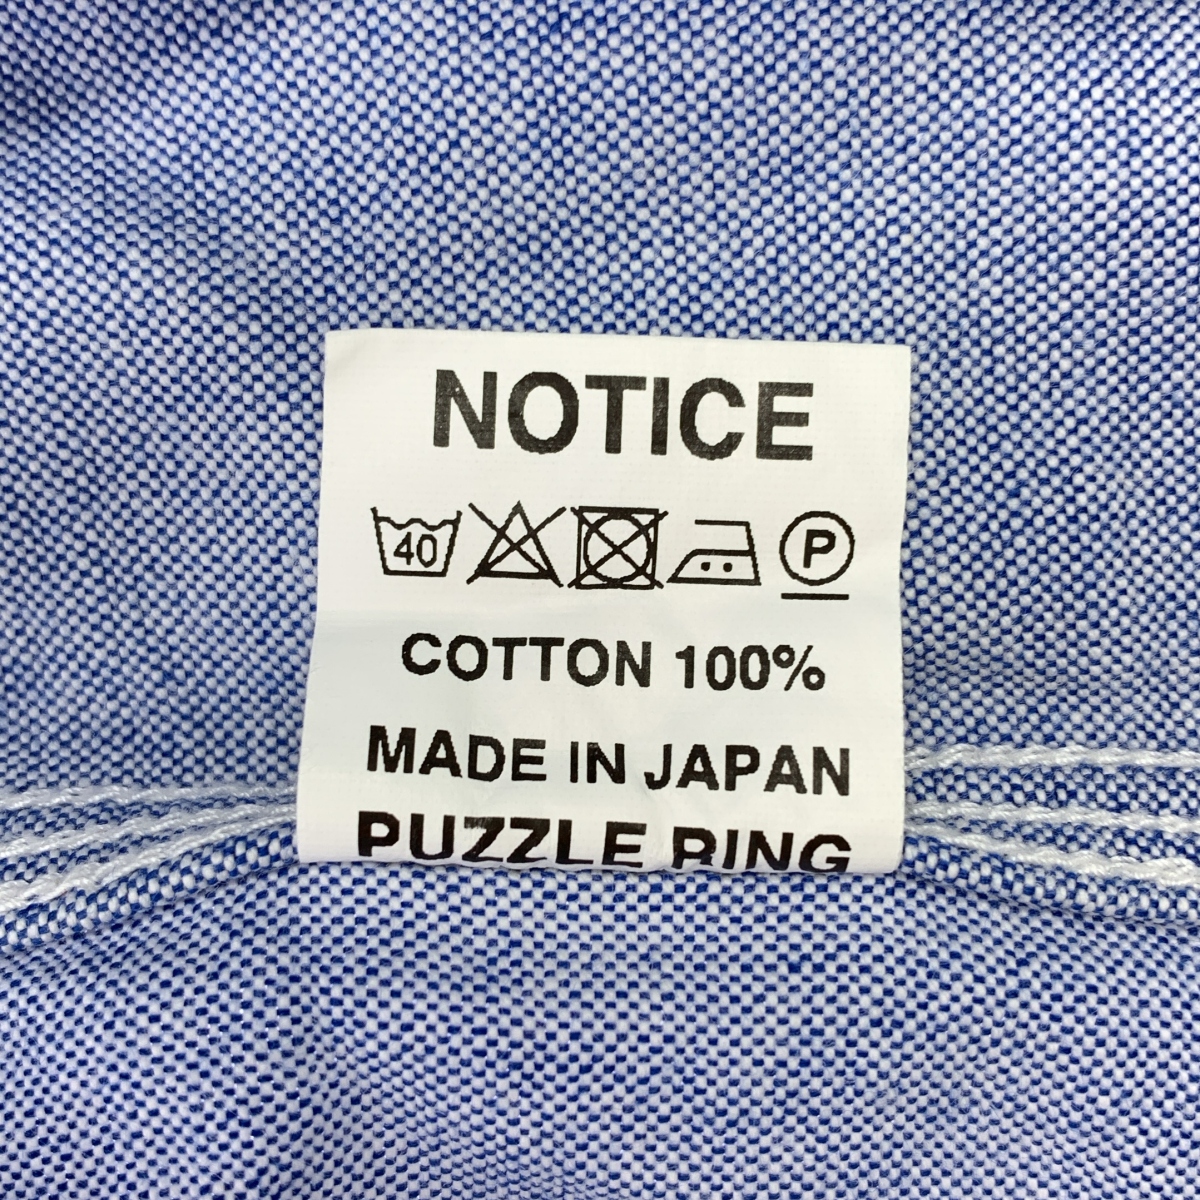 NOTICE
40 P
COTTON 100%
MADE IN JAPAN
PUZZLE RING